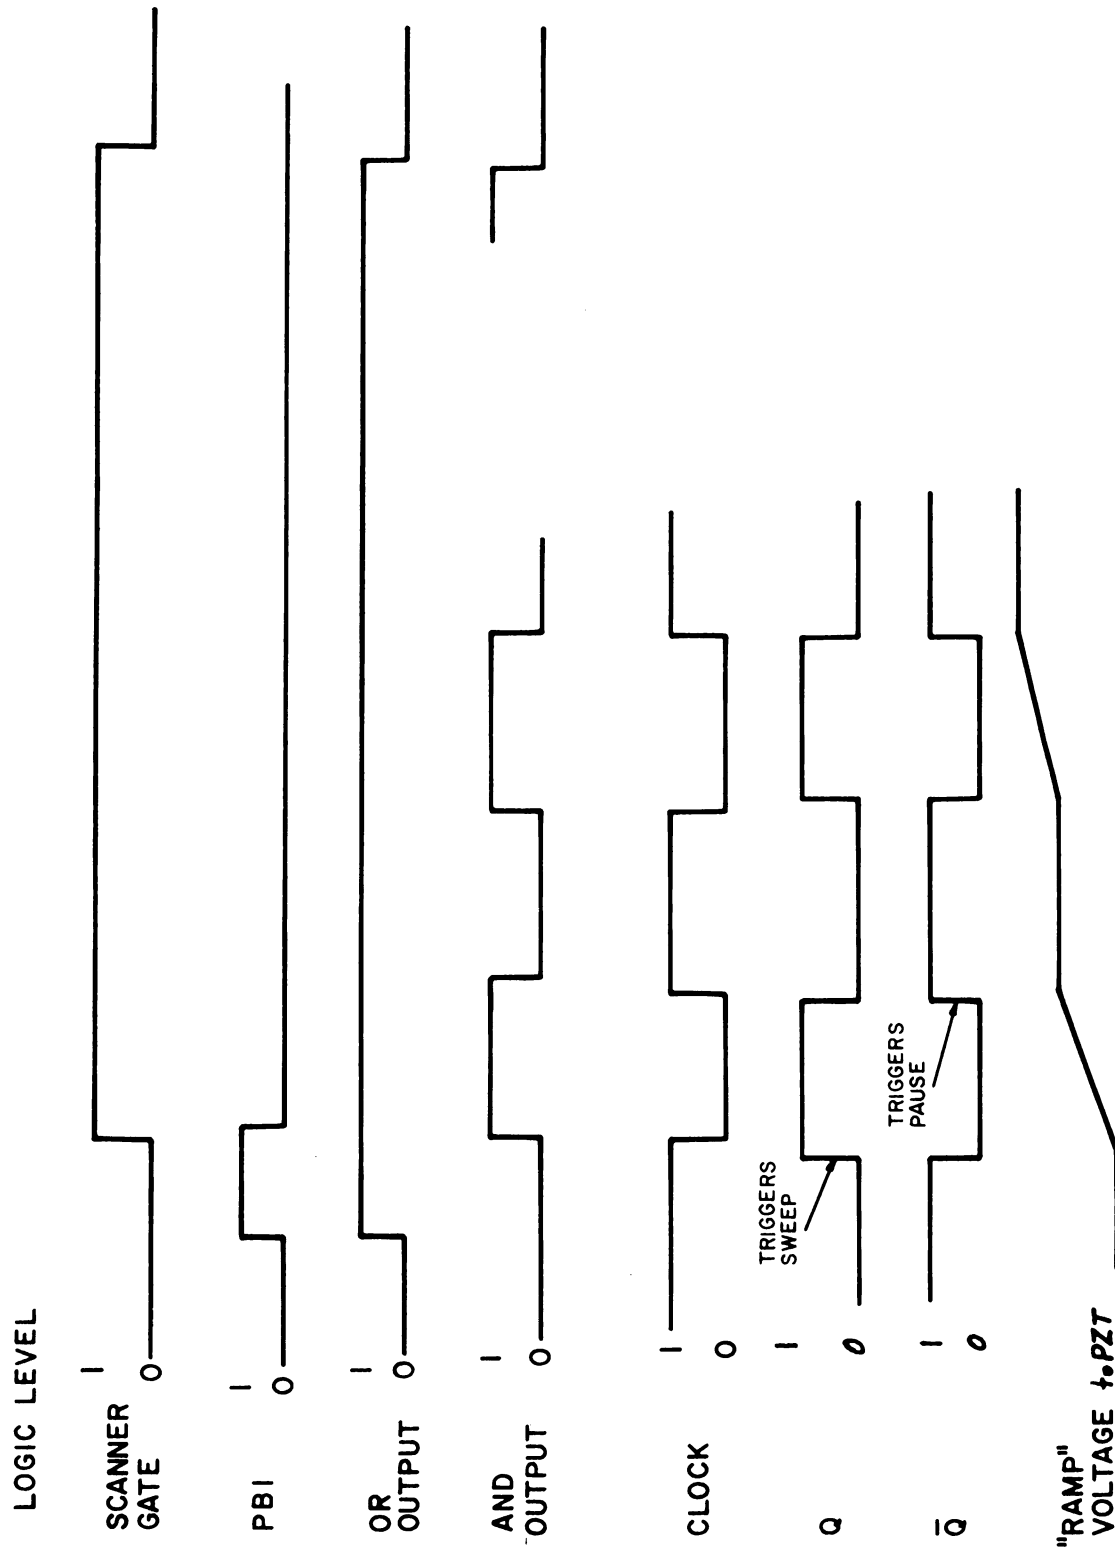 LOGIC LEVEL
SCANNER
GATE
1
0
PBI
1
0
OR
OUTPUT
1
0
AND
OUTPUT
1
0
CLOCK
1
0
TRIGGERS
SWEEP
Q
1
0
TRIGGERS
PAUSE
Q̅
1
0
"RAMP"
VOLTAGE to PZT